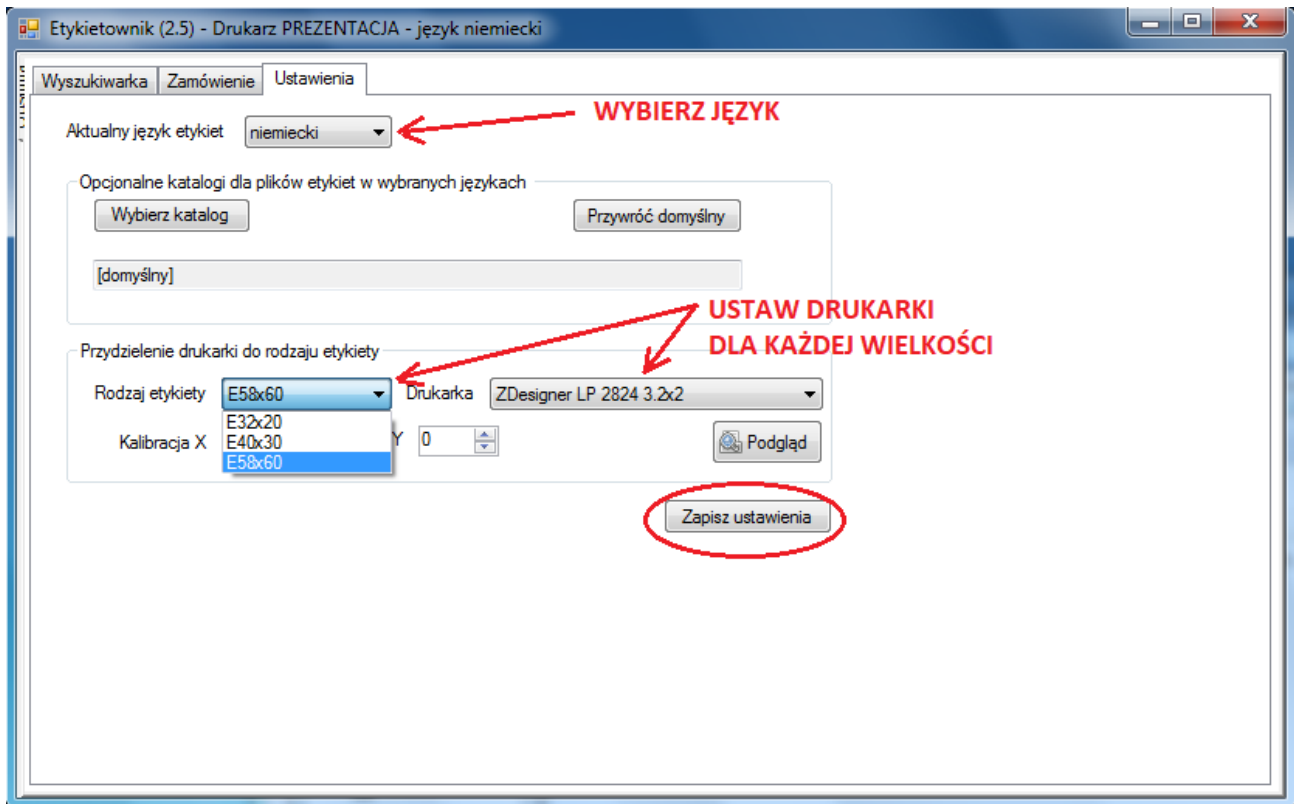 Etykietownik (2.5) - Drukarz PREZENTACJA - język niemiecki
Wyszukiwarka Zamówienie Ustawienia
WYBIERZ JĘZYK
Aktualny język etykiet niemiecki
Opcjonalne katalogi dla plików etykiet w wybranych językach
Wybierz katalog Przywróć domyślny
[domyślny]
USTAW DRUKARKI
DLA KAŻDEJ WIELKOŚCI
Przydzielenie drukarki do rodzaju etykiety
Rodzaj etykiety E58x60 Drukarka ZDesigner LP 2824 3.2x2
E32x20
Kalibracja X E40x30 Y 0 Podgląd
E58x60
Zapisz ustawienia